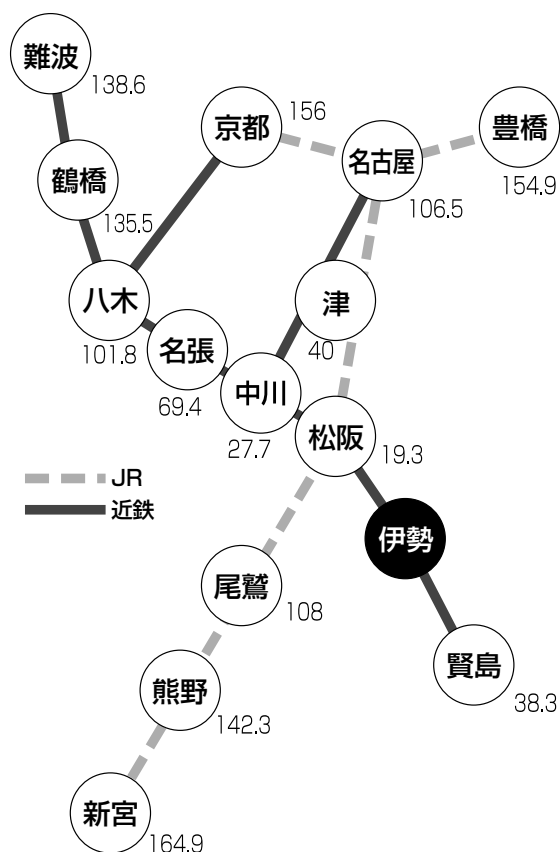 難波
138.6
京都
156
名古屋
106.5
豊橋
154.9
鶴橋
135.5
八木
101.8
名張
69.4
津
40
中川
27.7
松阪
19.3
JR
近鉄
伊勢
尾鷲
108
賢島
38.3
熊野
142.3
新宮
164.9